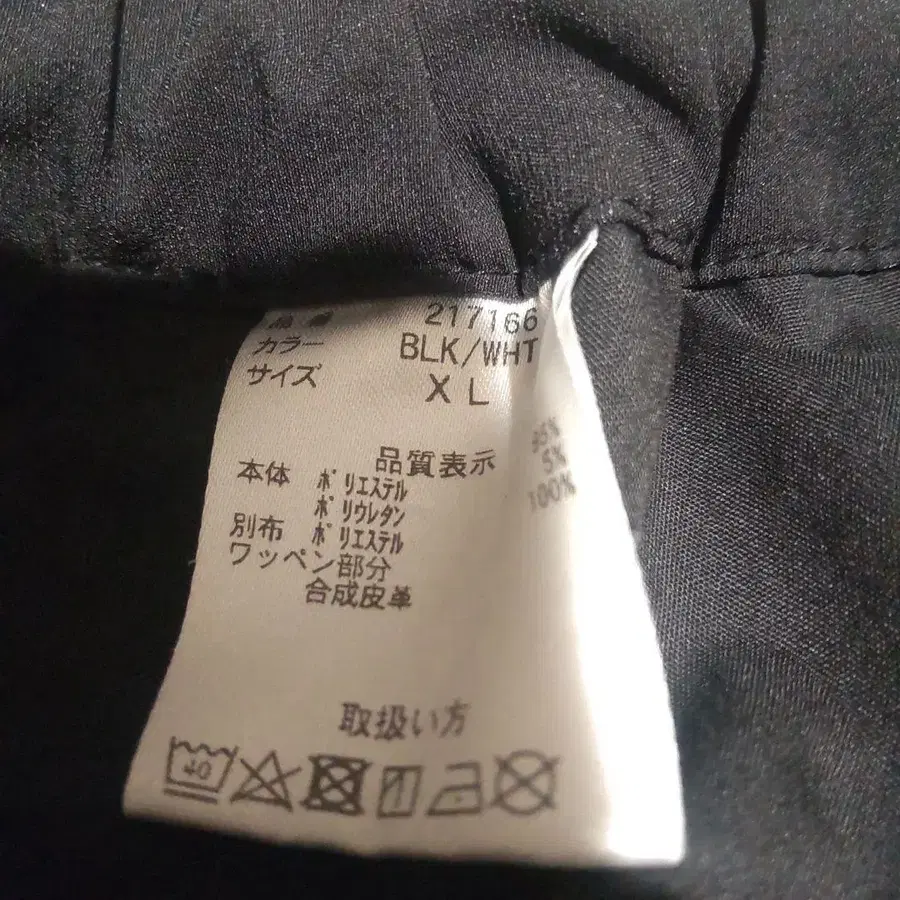 品番 217166
カラー BLK/WHT
サイズ XL
品質表示
本体 ポリエステル 95%
ポリウレタン 5%
別布 ポリエステル 100%
ワッペン部分
合成皮革
取扱い方
40